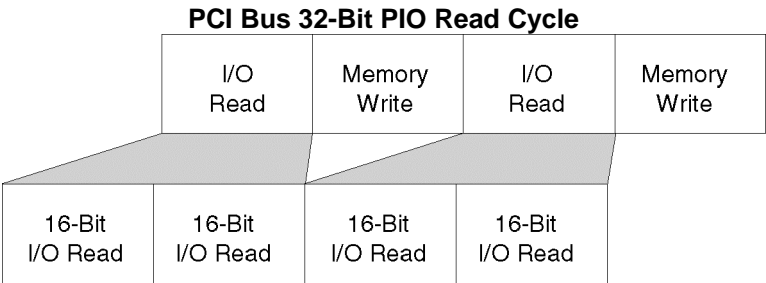 PCI Bus 32-Bit PIO Read Cycle
I/O
Read
Memory
Write
I/O
Read
Memory
Write
16-Bit
I/O Read
16-Bit
I/O Read
16-Bit
I/O Read
16-Bit
I/O Read